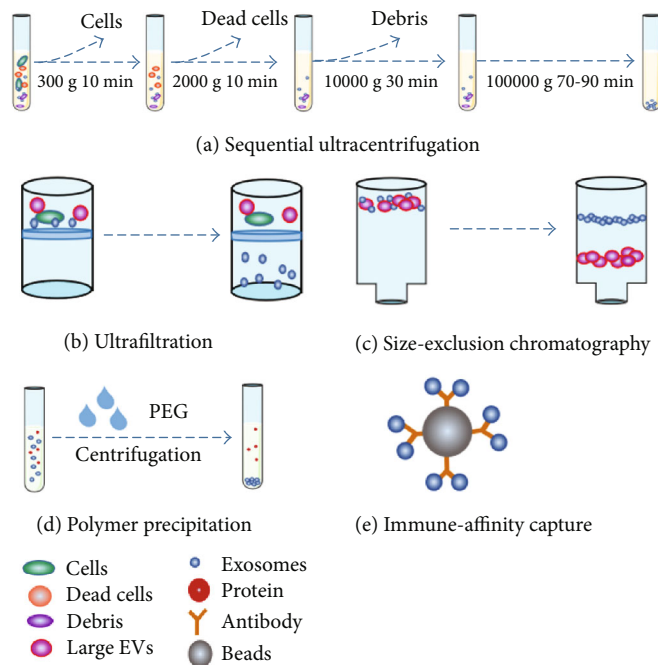 Cells
Dead cells
Debris
300 g 10 min
2000 g 10 min
10000 g 30 min
100000 g 70-90 min
(a) Sequential ultracentrifugation
(b) Ultrafiltration
(c) Size-exclusion chromatography
PEG
Centrifugation
(d) Polymer precipitation
(e) Immune-affinity capture
Cells
Dead cells
Debris
Large EVs
Exosomes
Protein
Antibody
Beads